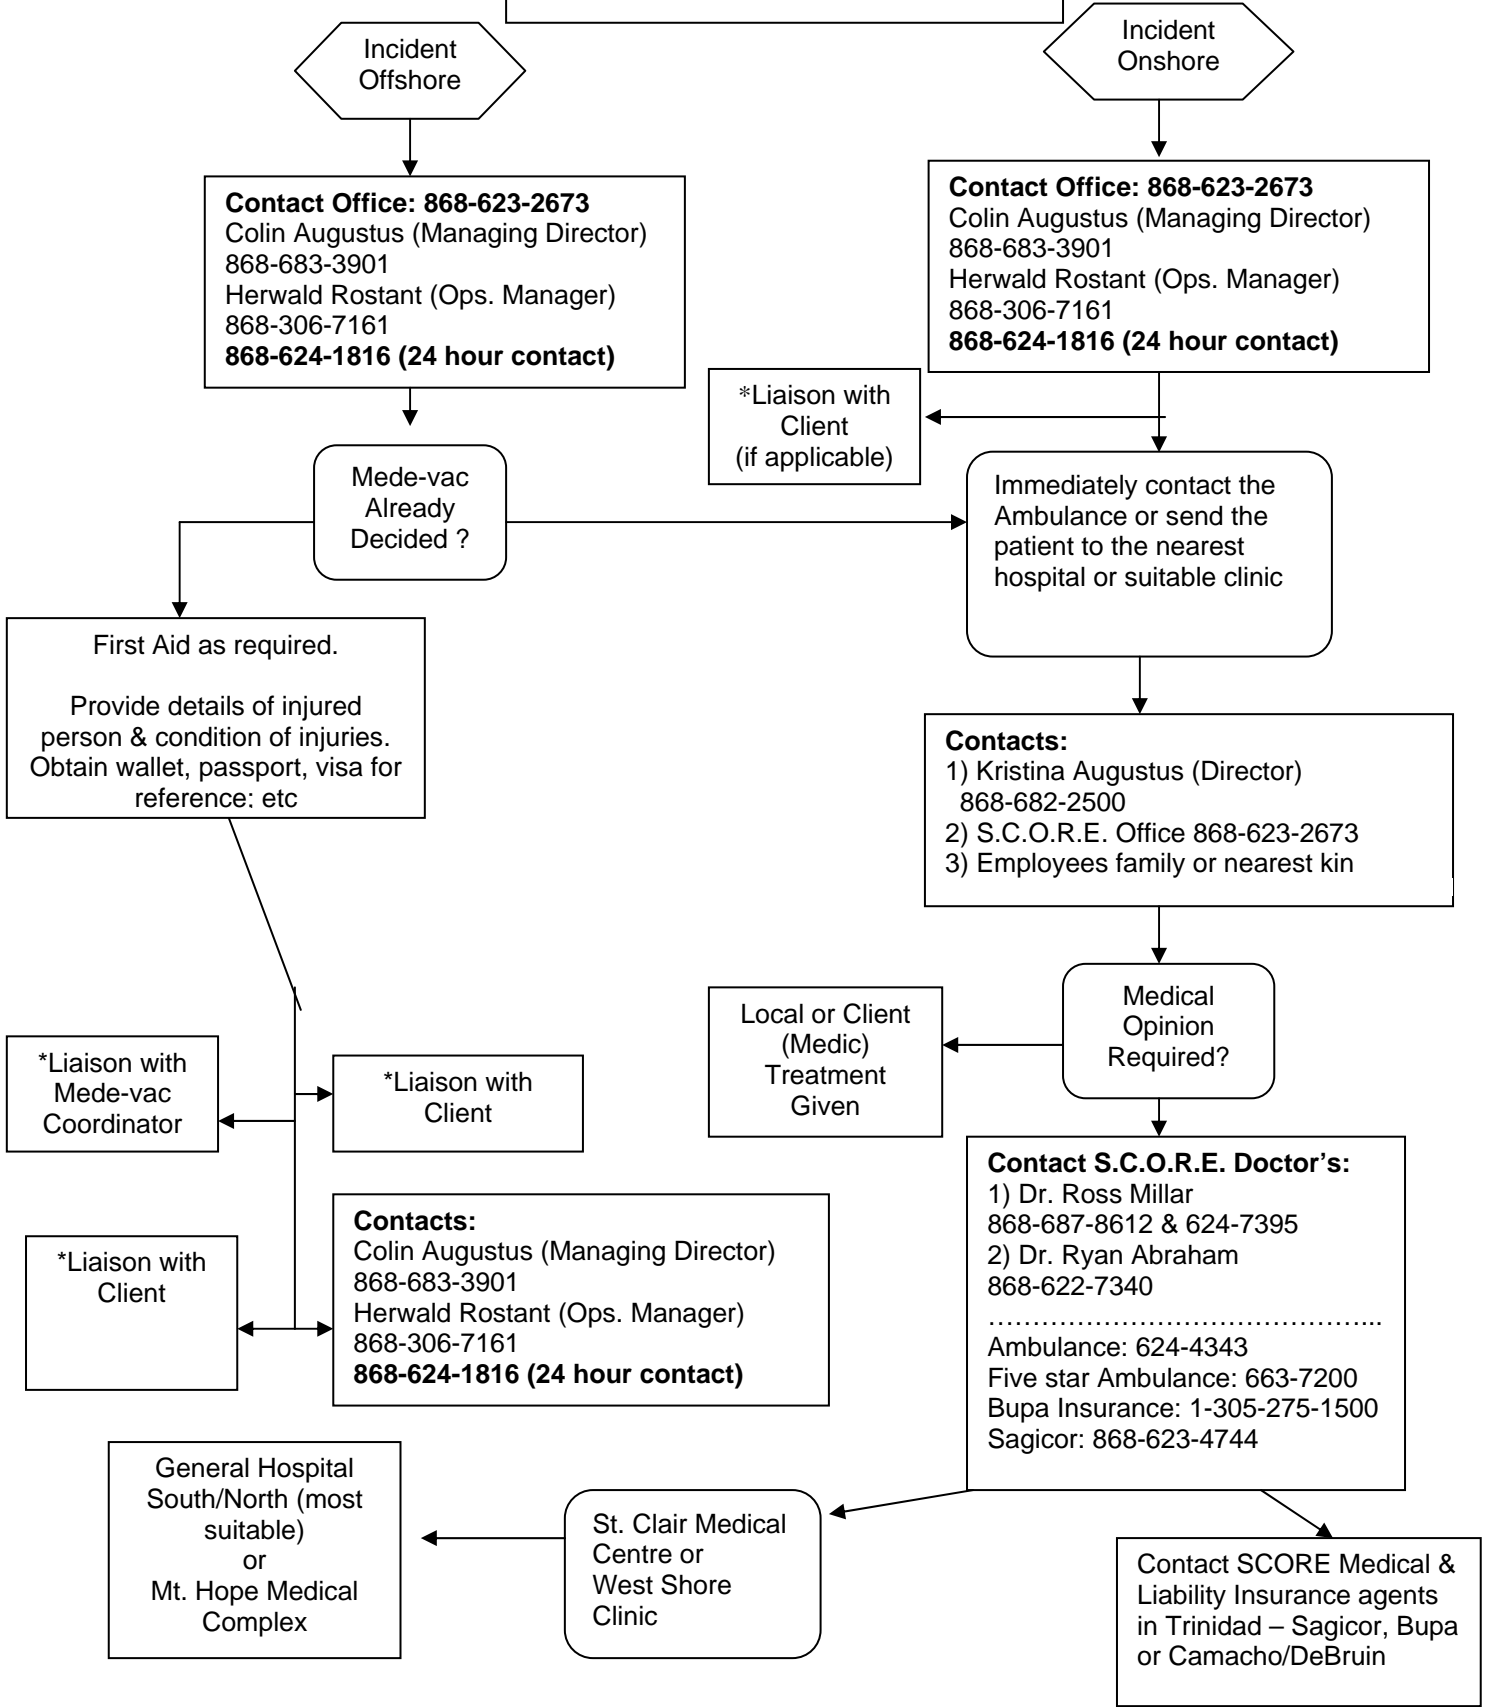 Incident
Offshore
Incident
Onshore
Contact Office: 868-623-2673
Colin Augustus (Managing Director)
868-683-3901
Herwald Rostant (Ops. Manager)
868-306-7161
868-624-1816 (24 hour contact)
Contact Office: 868-623-2673
Colin Augustus (Managing Director)
868-683-3901
Herwald Rostant (Ops. Manager)
868-306-7161
868-624-1816 (24 hour contact)
*Liaison with
Client
(if applicable)
Mede-vac
Already
Decided ?
Immediately contact the
Ambulance or send the
patient to the nearest
hospital or suitable clinic
First Aid as required.
Provide details of injured
person & condition of injuries.
Obtain wallet, passport, visa for
reference; etc
Contacts:
1) Kristina Augustus (Director)
868-682-2500
2) S.C.O.R.E. Office 868-623-2673
3) Employees family or nearest kin
Medical
Opinion
Required?
Local or Client
(Medic)
Treatment
Given
*Liaison with
Mede-vac
Coordinator
*Liaison with
Client
Contact S.C.O.R.E. Doctor’s:
1) Dr. Ross Millar
868-687-8612 & 624-7395
2) Dr. Ryan Abraham
868-622-7340
…………………………………...
Ambulance: 624-4343
Five star Ambulance: 663-7200
Bupa Insurance: 1-305-275-1500
Sagicor: 868-623-4744
*Liaison with
Client
Contacts:
Colin Augustus (Managing Director)
868-683-3901
Herwald Rostant (Ops. Manager)
868-306-7161
868-624-1816 (24 hour contact)
General Hospital
South/North (most
suitable)
or
Mt. Hope Medical
Complex
St. Clair Medical
Centre or
West Shore
Clinic
Contact SCORE Medical &
Liability Insurance agents
in Trinidad – Sagicor, Bupa
or Camacho/DeBruin